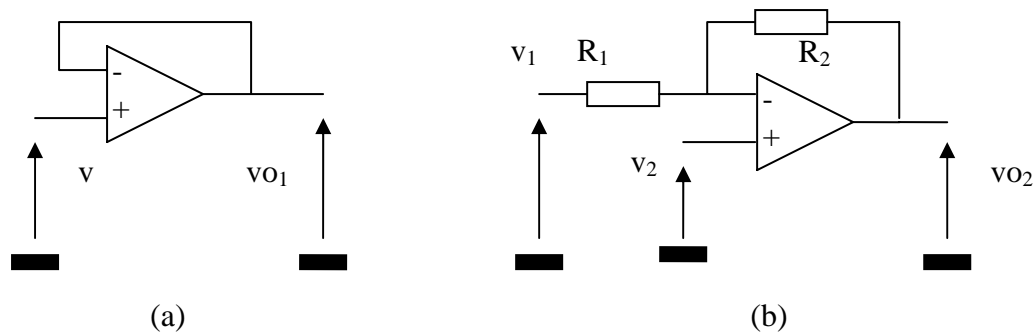 v₁ R₁
R₂
-
+
-
+
v
vo₁
v₂
vo₂
(a)
(b)